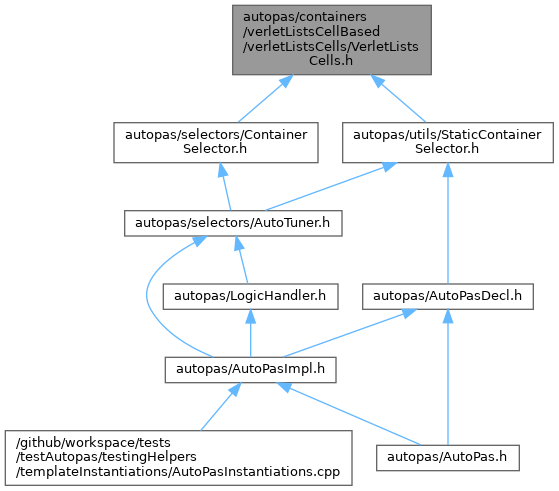 autopas/containers
/verletListsCellBased
/verletListsCells/VerletLists
Cells.h
autopas/selectors/Container
Selector.h
autopas/utils/StaticContainer
Selector.h
autopas/selectors/AutoTuner.h
autopas/LogicHandler.h
autopas/AutoPasDecl.h
autopas/AutoPasImpl.h
/github/workspace/tests
/testAutopas/testingHelpers
/templateInstantiations/AutoPasInstantiations.cpp
autopas/AutoPas.h